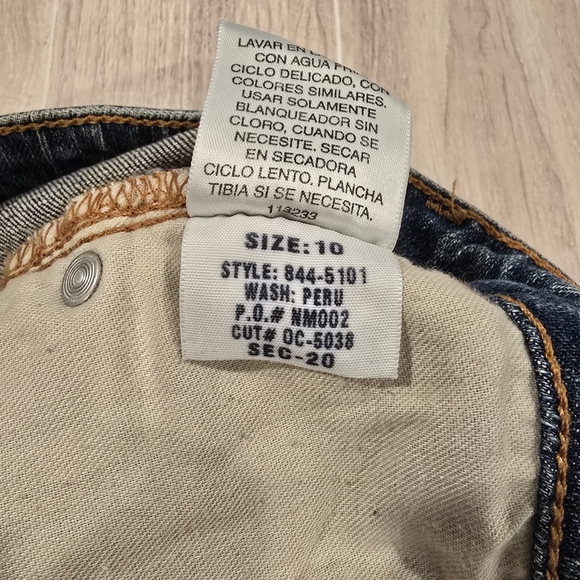 LAVAR EN
CON AGUA
CICLO DELICADO, CON
COLORES SIMILARES.
USAR SOLAMENTE
BLANQUEADOR SIN
CLORO, CUANDO SE
NECESITE. SECAR
EN SECADORA
CICLO LENTO. PLANCHA
TIBIA SI SE NECESITA.
113233
SIZE: 10
STYLE: 844-5101
WASH: PERU
P.O.# NM002
CUT# OC-5038
SEC-20